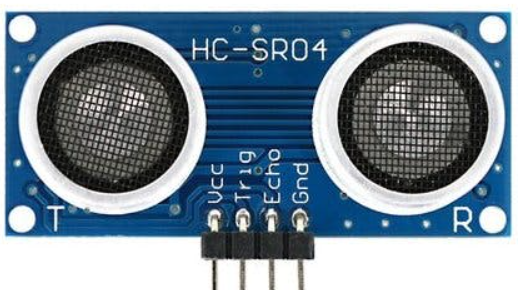 HC-SR04
Vcc
Trig
Echo
Gnd
T
R